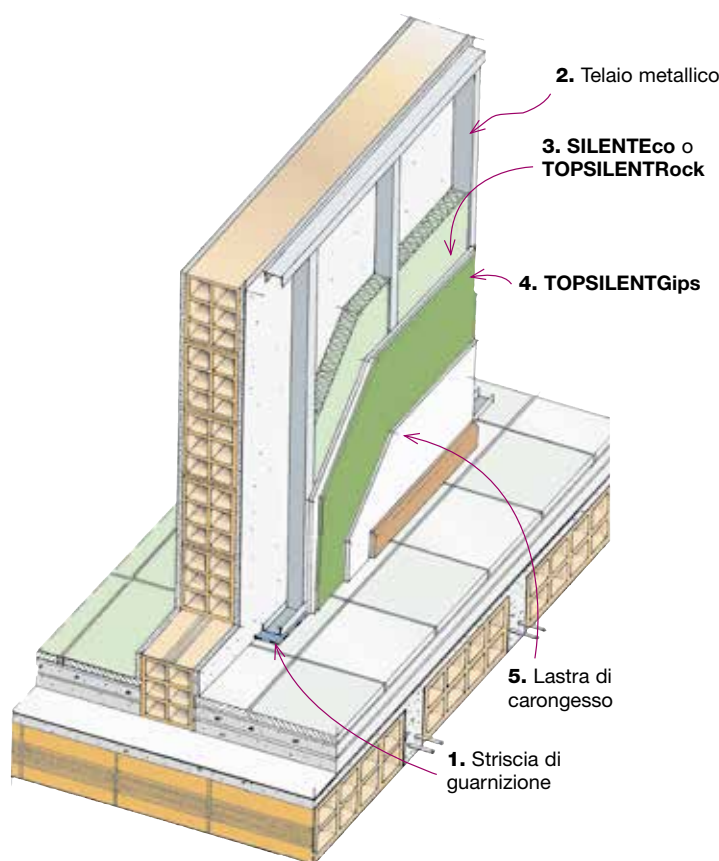 2. Telaio metallico
3. SILENTEco o
TOPSILENTRock
4. TOPSILENTGips
5. Lastra di
carongesso
1. Striscia di
guarnizione